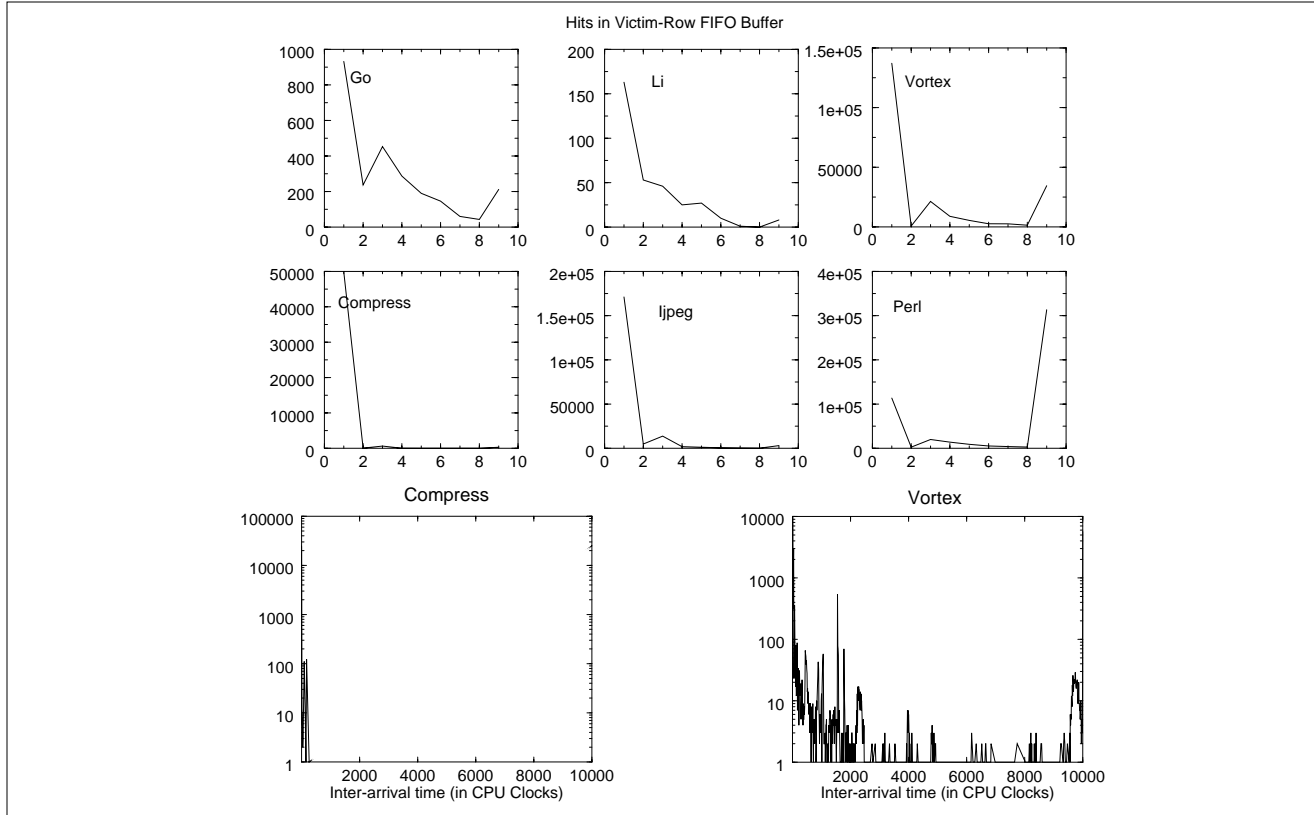 Hits in Victim-Row FIFO Buffer
1000
800
600
400
200
0
0 2 4 6 8 10
Go
200
150
100
50
0
0 2 4 6 8 10
Li
1.5e+05
1e+05
50000
0
0 2 4 6 8 10
Vortex
50000
40000
30000
20000
10000
0
0 2 4 6 8 10
Compress
2e+05
1.5e+05
1e+05
50000
0
0 2 4 6 8 10
Ijpeg
4e+05
3e+05
2e+05
1e+05
0
0 2 4 6 8 10
Perl
Compress
100000
10000
1000
100
10
1
2000 4000 6000 8000 10000
Inter-arrival time (in CPU Clocks)
Vortex
10000
1000
100
10
1
2000 4000 6000 8000 10000
Inter-arrival time (in CPU Clocks)